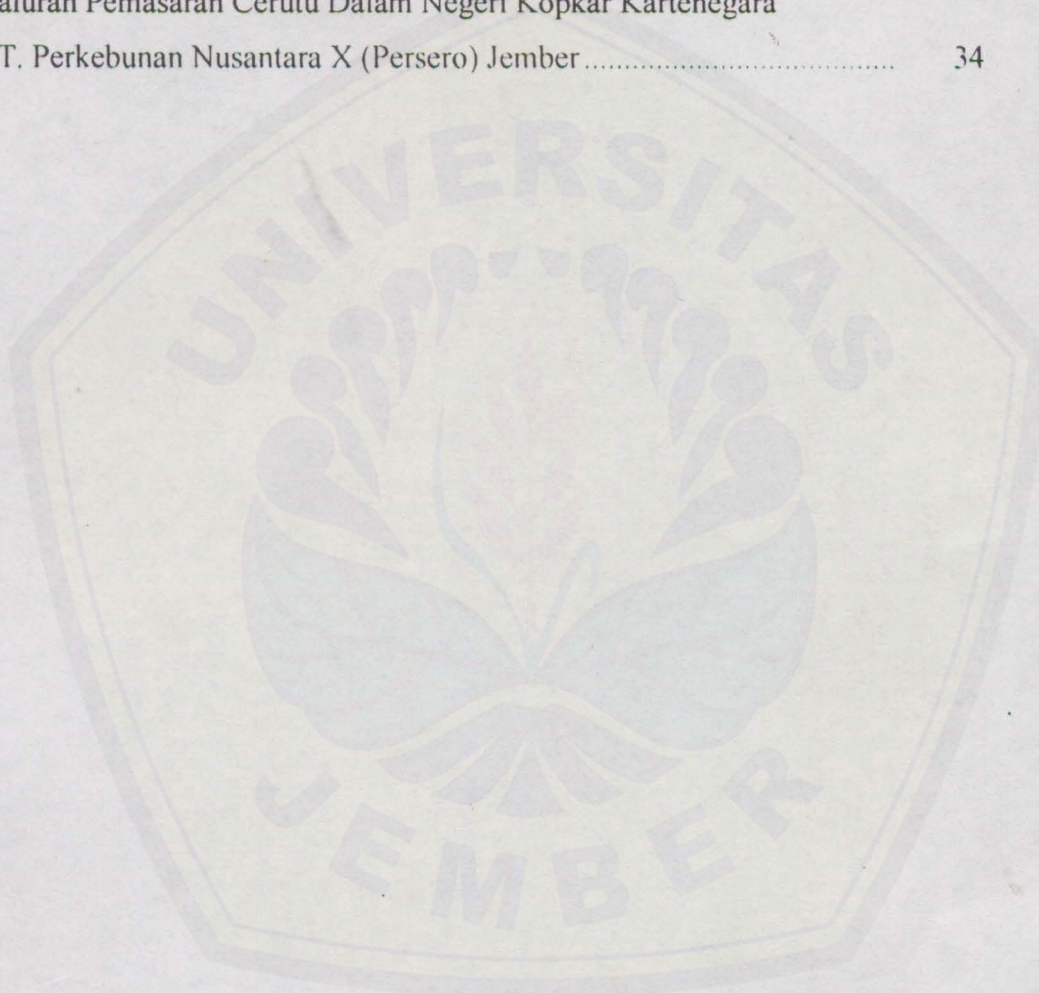 aluran Pemasaran Cerutu Dalam Negeri Kopkar Kartenegara
T. Perkebunan Nusantara X (Persero) Jember........................................ 34
UNIVERSITAS
JEMBER